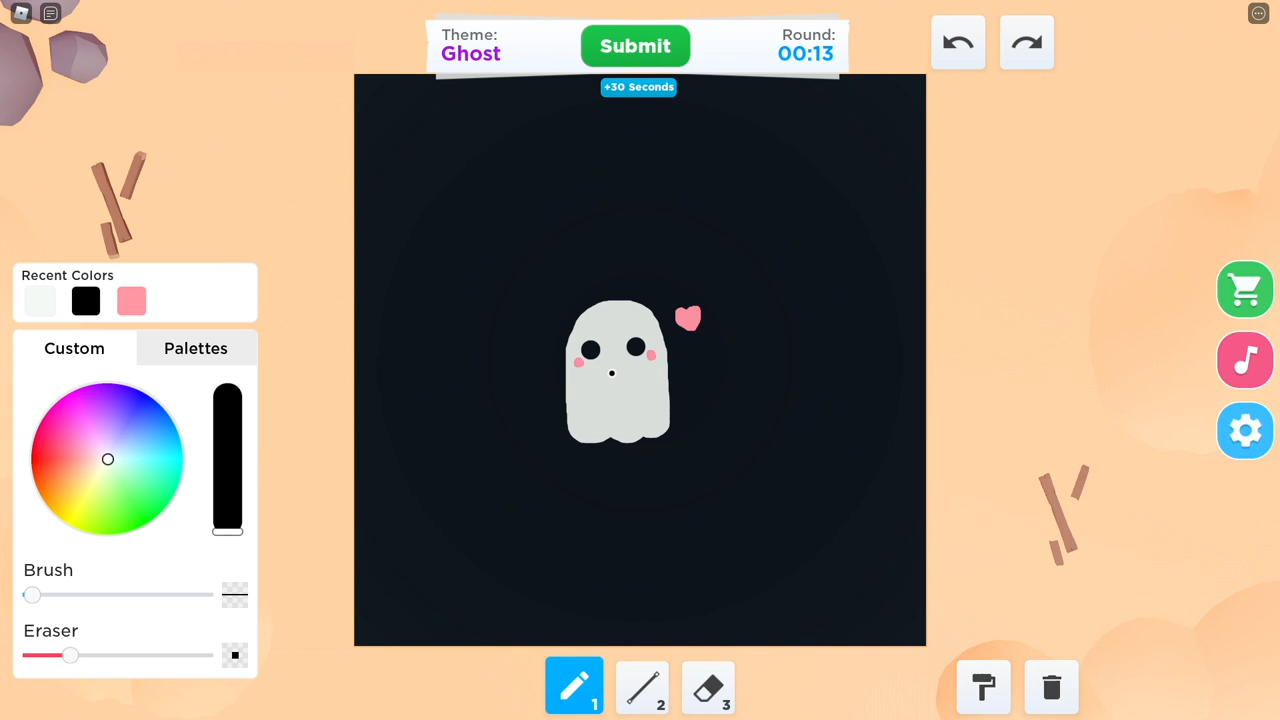 Theme:
Ghost
Submit
Round:
00:13
+30 Seconds
Recent Colors
Custom
Palettes
Brush
Eraser
1
2
3